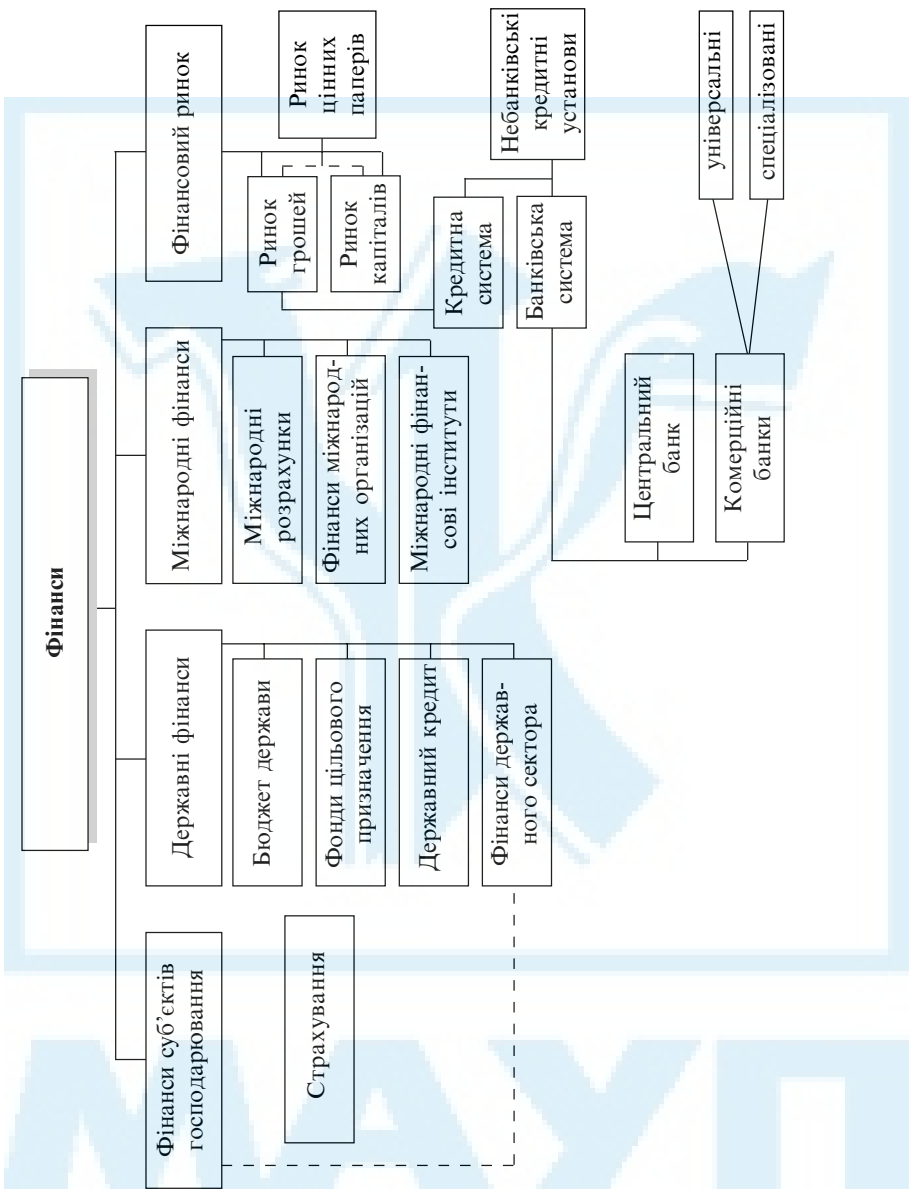 Фінанси
Фінанси суб’єктів
господарювання
Державні фінанси
Міжнародні фінанси
Фінансовий ринок
Страхування
Бюджет держави
Фонди цільового
призначення
Державний кредит
Фінанси держав-
ного сектора
Міжнародні
розрахунки
Фінанси міжнарод-
них організацій
Міжнародні фінан-
сові інститути
Ринок
грошей
Ринок
капіталів
Ринок
цінних
паперів
Кредитна
система
Банківська
система
Небанківські
кредитні
установи
Центральний
банк
Комерційні
банки
універсальні
спеціалізовані
МАУП